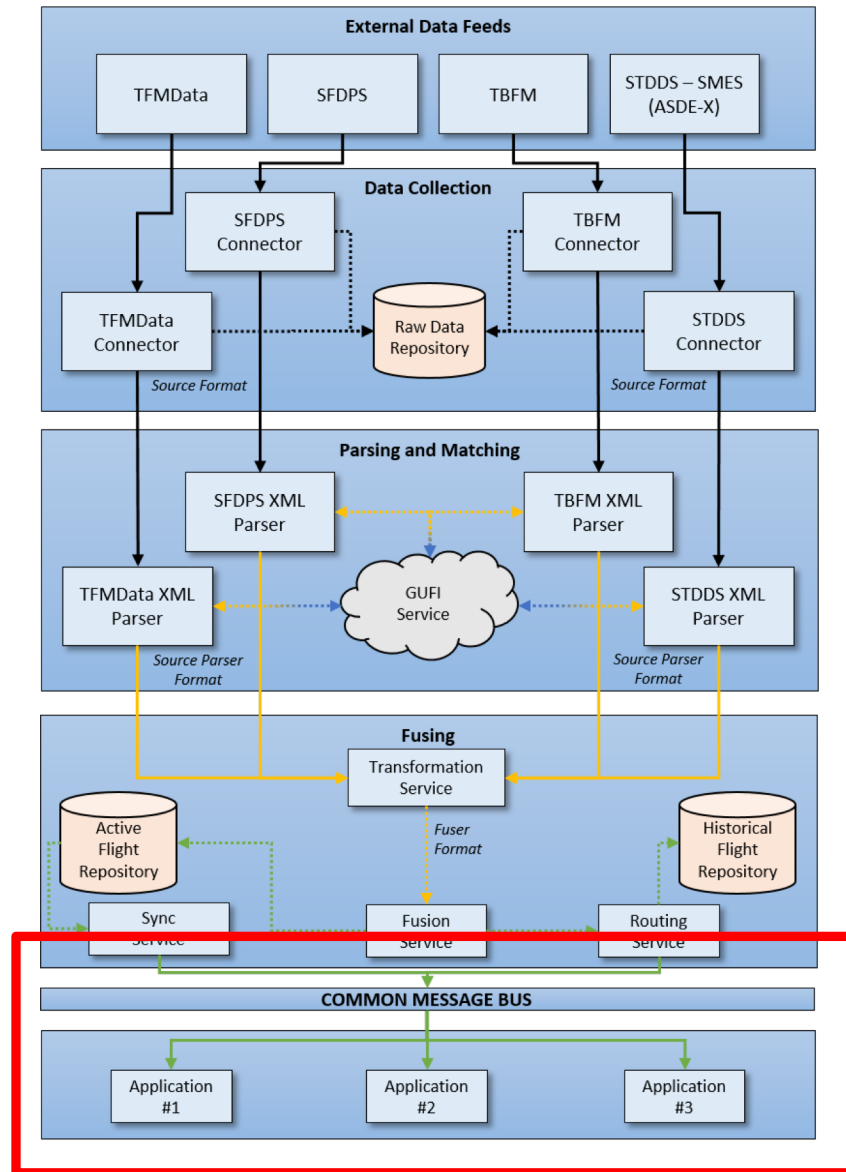 External Data Feeds
TFMData
SFDPS
TBFM
STDDS – SMES
(ASDE-X)
Data Collection
SFDPS
Connector
TBFM
Connector
TFMData
Connector
Raw Data
Repository
STDDS
Connector
Source Format
Source Format
Parsing and Matching
SFDPS XML
Parser
TBFM XML
Parser
TFMData XML
Parser
GUFI
Service
STDDS XML
Parser
Source Parser
Format
Source Parser
Format
Fusing
Transformation
Service
Active
Flight
Repository
Fuser
Format
Historical
Flight
Repository
Sync
Service
Fusion
Service
Routing
Service
COMMON MESSAGE BUS
Application
#1
Application
#2
Application
#3